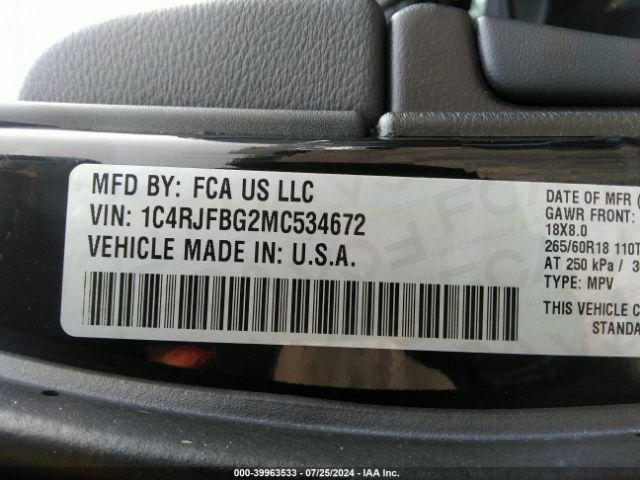 MFD BY: FCA US LLC
VIN: 1C4RJFBG2MC534672
VEHICLE MADE IN: U.S.A.
DATE OF MFR (
GAWR FRONT:
18X8.0
265/60R18 110T
AT 250 kPa / 3
TYPE: MPV
THIS VEHICLE C
STANDA
000-39963533 / 07/25/2024 - IAA Inc.